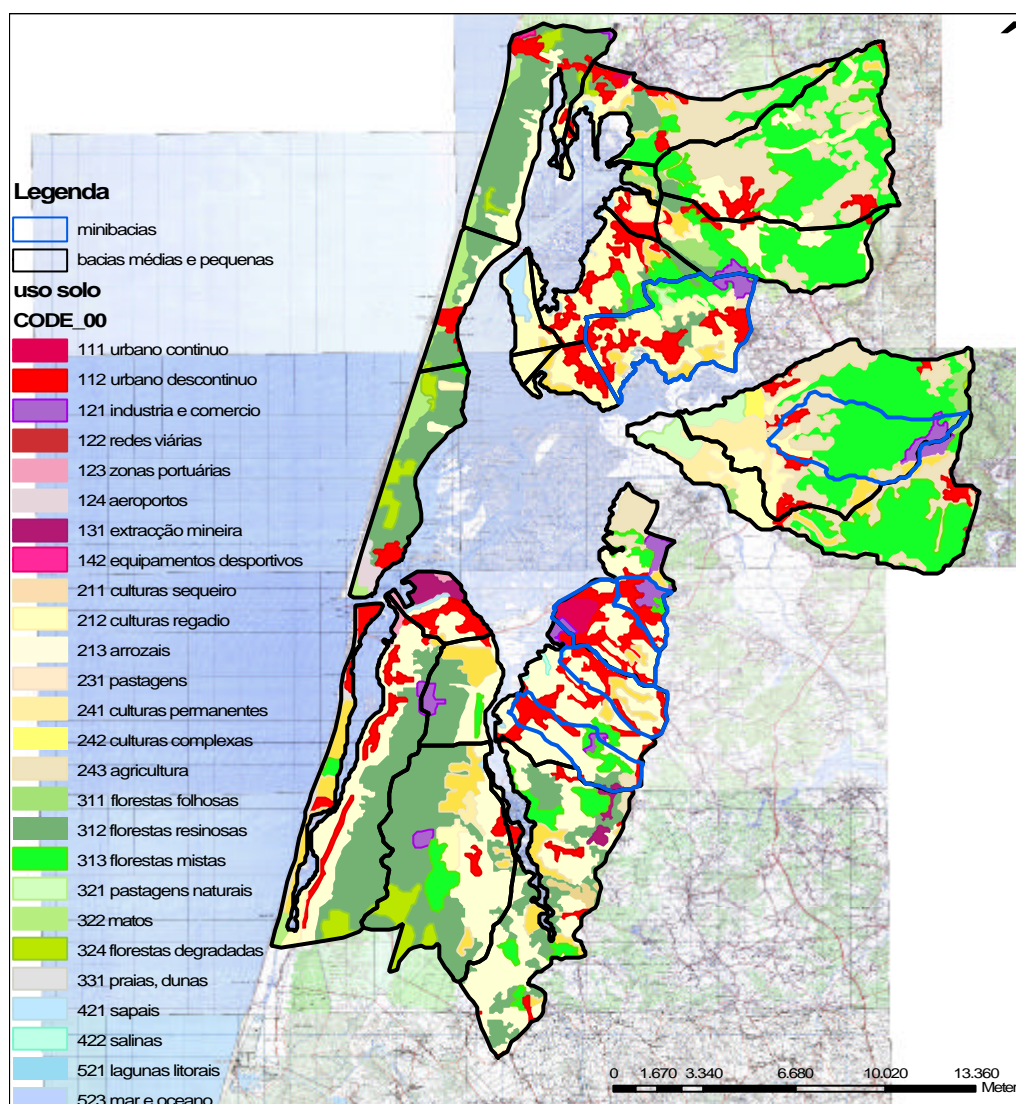 Legenda
minibacias
bacias médias e pequenas
uso solo
CODE_00
111 urbano continuo
112 urbano descontinuo
121 industria e comercio
122 redes viárias
123 zonas portuárias
124 aeroportos
131 extracção mineira
142 equipamentos desportivos
211 culturas sequeiro
212 culturas regadio
213 arrozais
231 pastagens
241 culturas permanentes
242 culturas complexas
243 agricultura
311 florestas folhosas
312 florestas resinosas
313 florestas mistas
321 pastagens naturais
322 matos
324 florestas degradadas
331 praias, dunas
421 sapais
422 salinas
521 lagunas litorais
523 mar e oceano
0 1.670 3.340 6.680 10.020 13.360
Meter